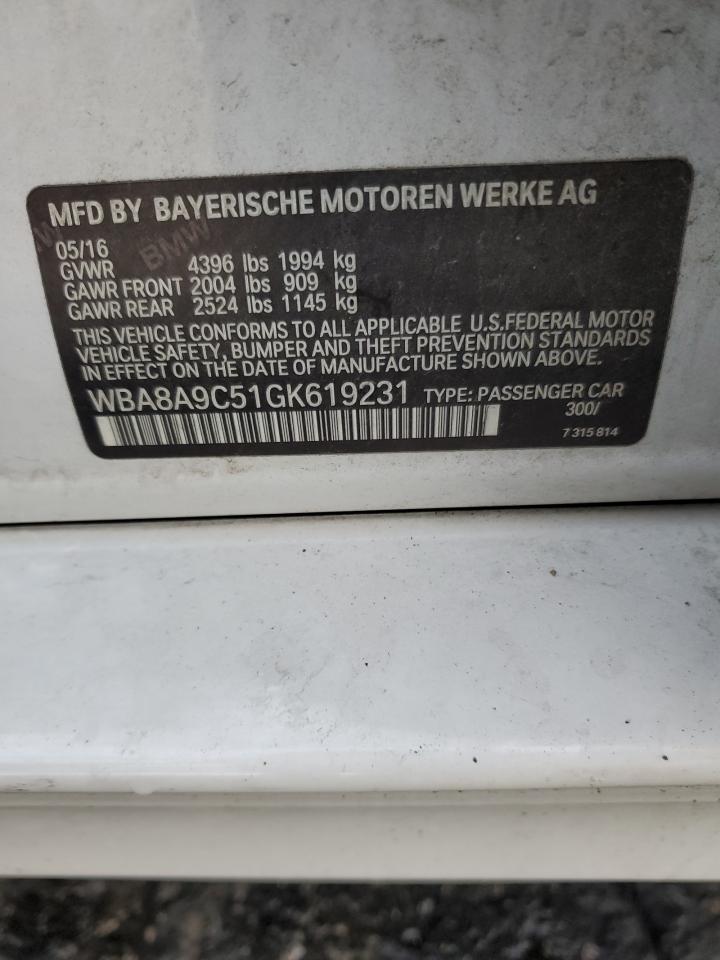 MFD BY BAYERISCHE MOTOREN WERKE AG
05/16
BMW
GVWR 4396 lbs 1994 kg
GAWR FRONT 2004 lbs 909 kg
GAWR REAR 2524 lbs 1145 kg
THIS VEHICLE CONFORMS TO ALL APPLICABLE U.S.FEDERAL MOTOR
VEHICLE SAFETY, BUMPER AND THEFT PREVENTION STANDARDS
IN EFFECT ON THE DATE OF MANUFACTURE SHOWN ABOVE.
WBA8A9C51GK619231 TYPE: PASSENGER CAR
300/
7 315 814